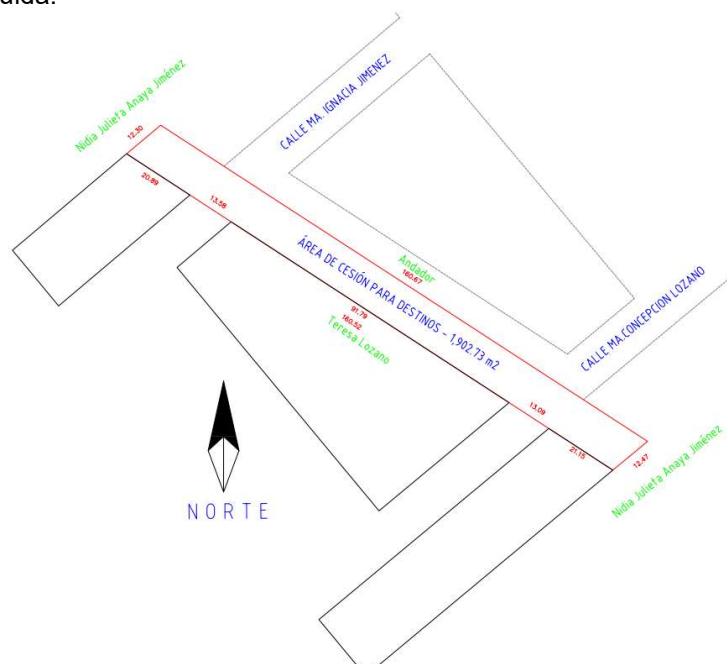 dida.
CALLE MA. IGNACIA JIMENEZ
Nidia Julieta Anaya Jiménez
12.30
20.89
13.58
Andador
160.67
ÁREA DE CESIÓN PARA DESTINOS - 1,902.73 m2
91.79
160.52
Teresa Lozano
CALLE MA.CONCEPCION LOZANO
13.09
21.15
12.47
Nidia Julieta Anaya Jiménez
NORTE